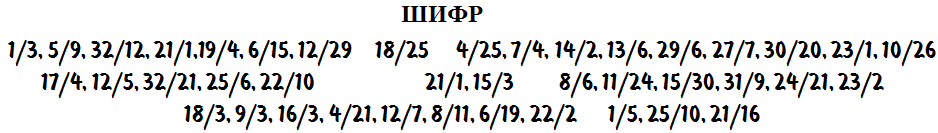 ШИФР
1/3, 5/9, 32/12, 21/1,19/4, 6/15, 12/29 18/25 4/25, 7/4, 14/2, 13/6, 29/6, 27/7, 30/20, 23/1, 10/26
17/4, 12/5, 32/21, 25/6, 22/10 21/1, 15/3 8/6, 11/24, 15/30, 31/9, 24/21, 23/2
18/3, 9/3, 16/3, 4/21, 12/7, 8/11, 6/19, 22/2 1/5, 25/10, 21/16